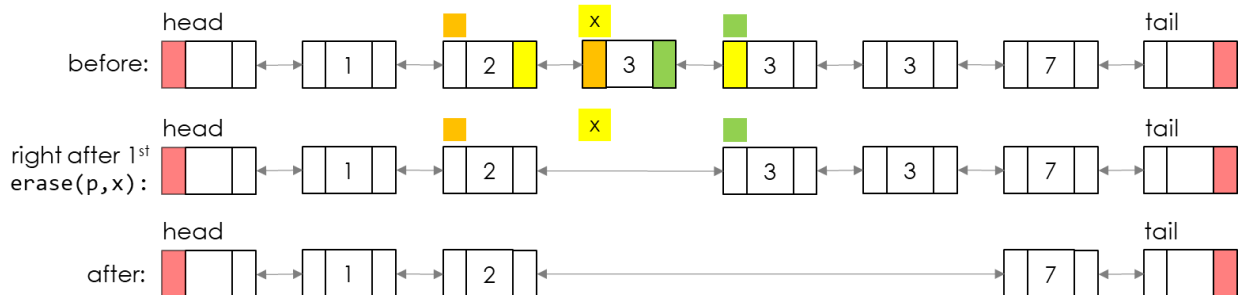 head x tail
before: 1 2 3 3 3 7
head x tail
right after 1st
erase(p,x): 1 2 3 3 7
head tail
after: 1 2 7